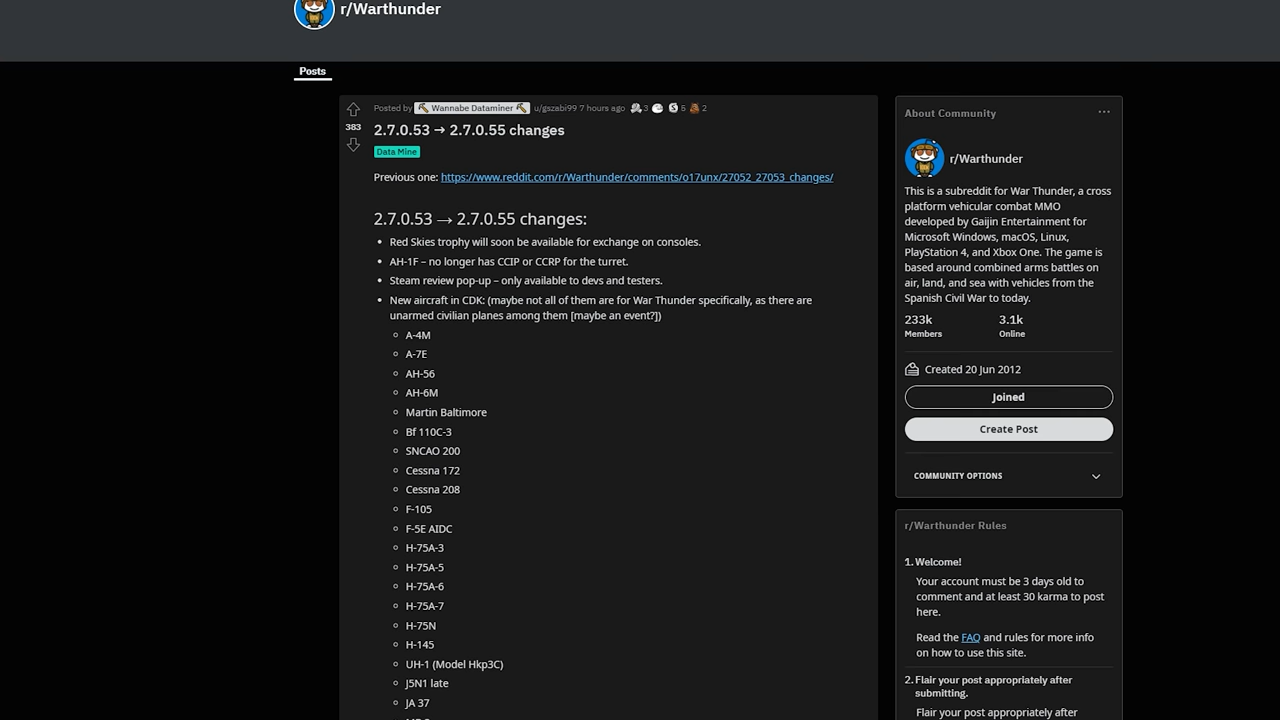 r/Warthunder
Posts
Posted by Wannabe Dataminer u/gszabi99 7 hours ago 3 5 2
383
2.7.0.53 → 2.7.0.55 changes
Data Mine
Previous one: https://www.reddit.com/r/Warthunder/comments/o17unx/27052_27053_changes/
2.7.0.53 → 2.7.0.55 changes:
• Red Skies trophy will soon be available for exchange on consoles.
• AH-1F – no longer has CCIP or CCRP for the turret.
• Steam review pop-up – only available to devs and testers.
• New aircraft in CDK: (maybe not all of them are for War Thunder specifically, as there are
unarmed civilian planes among them [maybe an event?])
A-4M
A-7E
AH-56
AH-6M
Martin Baltimore
Bf 110C-3
SNCAO 200
Cessna 172
Cessna 208
F-105
F-5E AIDC
H-75A-3
H-75A-5
H-75A-6
H-75A-7
H-75N
H-145
UH-1 (Model Hkp3C)
J5N1 late
JA 37
About Community
r/Warthunder
This is a subreddit for War Thunder, a cross
platform vehicular combat MMO
developed by Gaijin Entertainment for
Microsoft Windows, macOS, Linux,
PlayStation 4, and Xbox One. The game is
based around combined arms battles on
air, land, and sea with vehicles from the
Spanish Civil War to today.
233k 3.1k
Members Online
Created 20 Jun 2012
Joined
Create Post
COMMUNITY OPTIONS
r/Warthunder Rules
1. Welcome!
Your account must be 3 days old to
comment and at least 30 karma to post
here.
Read the FAQ and rules for more info
on how to use this site.
2. Flair your post appropriately after
submitting.
Flair your post appropriately after